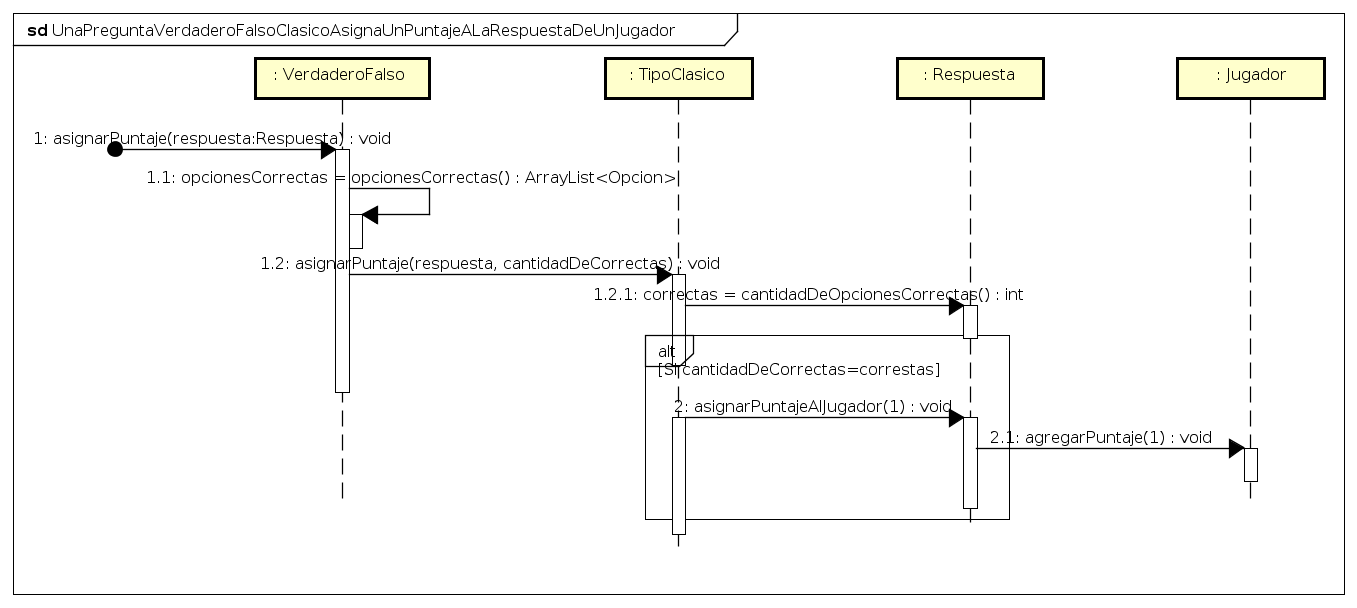 sd UnaPreguntaVerdaderoFalsoClasicoAsignaUnPuntajeALaRespuestaDeUnJugador
: VerdaderoFalso
: TipoClasico
: Respuesta
: Jugador
1: asignarPuntaje(respuesta:Respuesta) : void
1.1: opcionesCorrectas = opcionesCorrectas() : ArrayList<Opcion>
1.2: asignarPuntaje(respuesta, cantidadDeCorrectas) : void
1.2.1: correctas = cantidadDeOpcionesCorrectas() : int
alt
[Si cantidadDeCorrectas=correstas]
2: asignarPuntajeAlJugador(1) : void
2.1: agregarPuntaje(1) : void